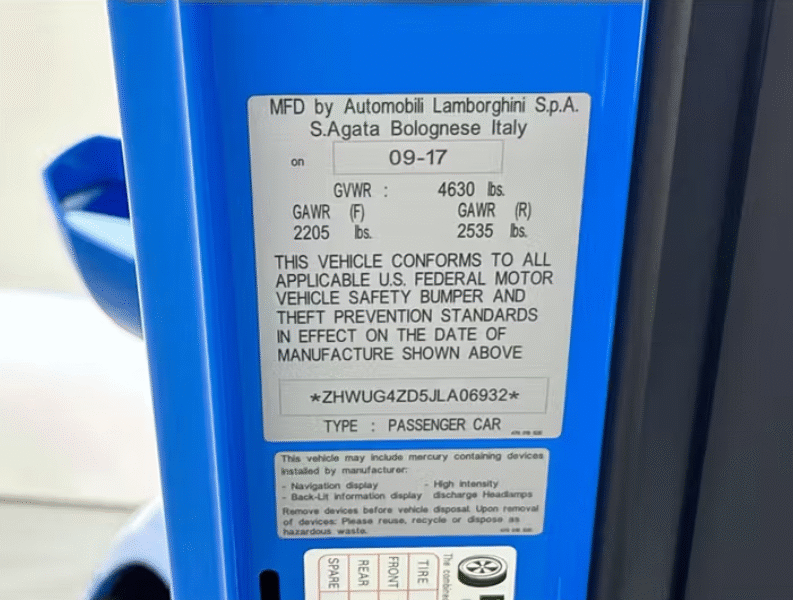 MFD by Automobili Lamborghini S.p.A.
S.Agata Bolognese Italy
on 09-17
GVWR : 4630 lbs.
GAWR (F) GAWR (R)
2205 lbs. 2535 lbs.
THIS VEHICLE CONFORMS TO ALL
APPLICABLE U.S. FEDERAL MOTOR
VEHICLE SAFETY BUMPER AND
THEFT PREVENTION STANDARDS
IN EFFECT ON THE DATE OF
MANUFACTURE SHOWN ABOVE
*ZHWUG4ZD5JLA06932*
TYPE : PASSENGER CAR
This vehicle may include mercury containing devices
installed by manufacturer:
- Navigation display - High intensity
- Back-Lit information display discharge Headlamps
Remove devices before vehicle disposal. Upon removal
of devices: Please reuse, recycle or dispose as
hazardous waste.
The combined
TIRE
FRONT
REAR
SPARE